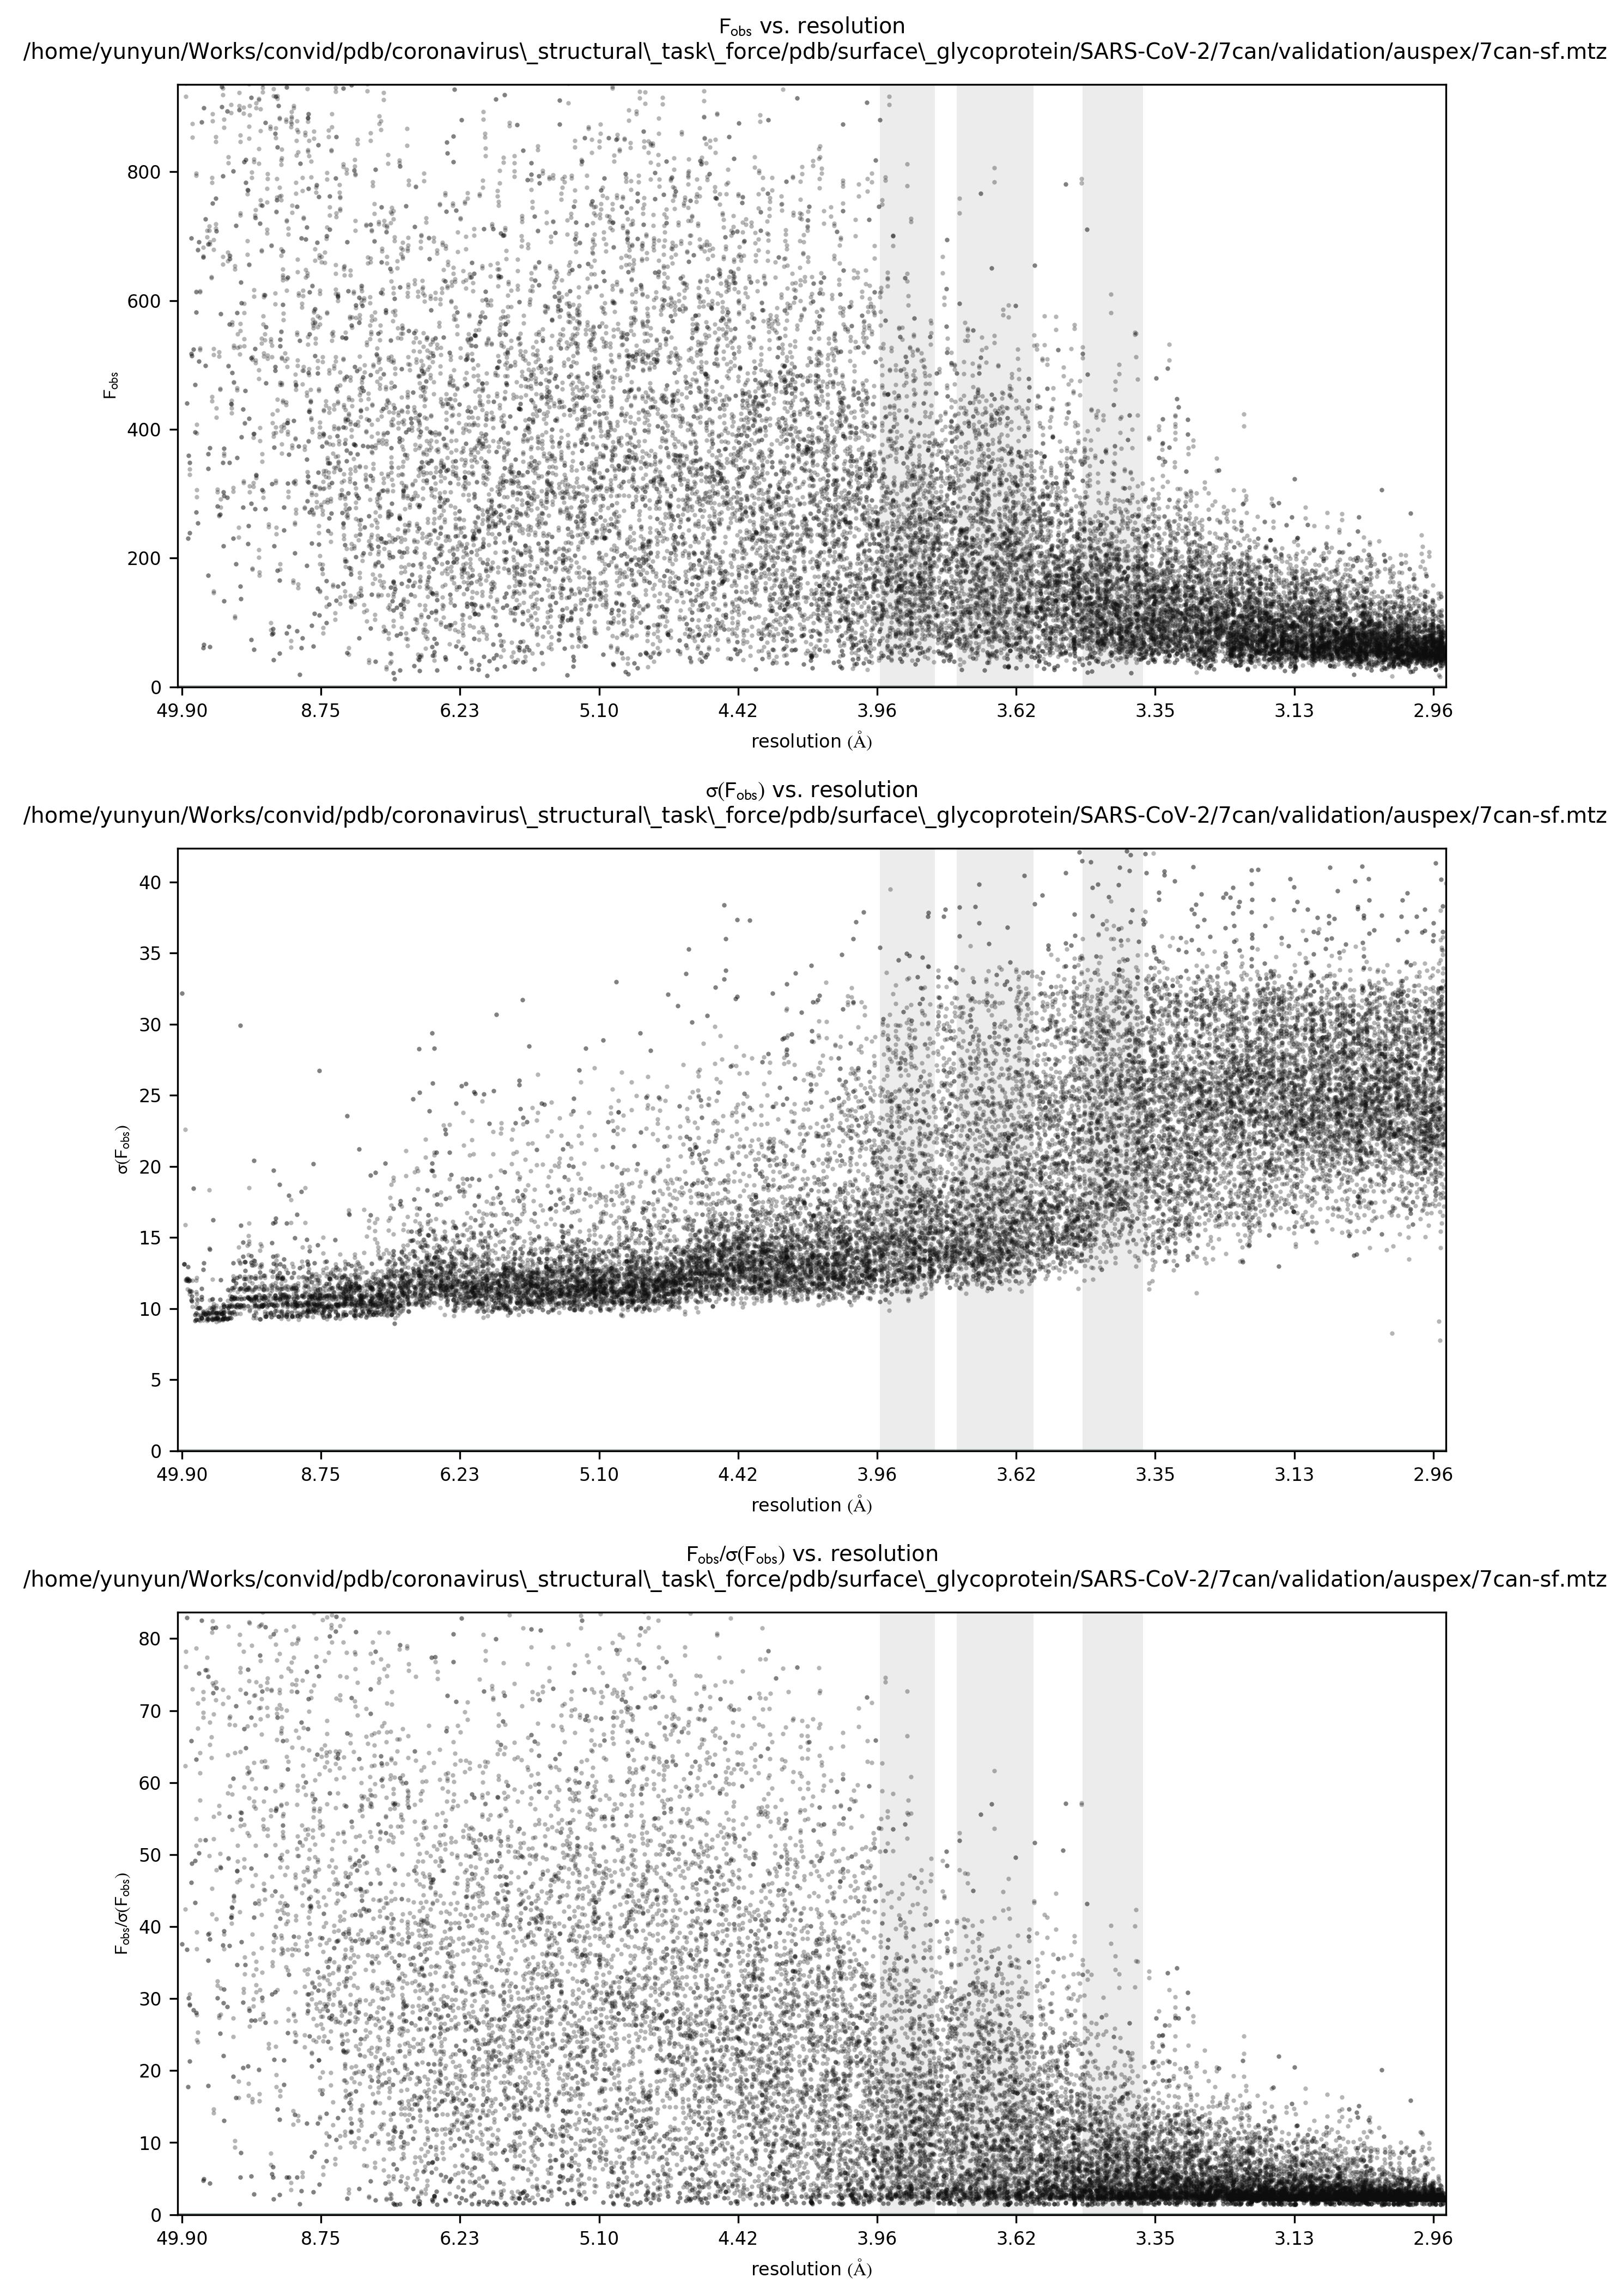 Fobs vs. resolution
/home/yunyun/Works/convid/pdb/coronavirus\_structural\_task\_force/pdb/surface\_glycoprotein/SARS-CoV-2/7can/validation/auspex/7can-sf.mtz
800
600
400
200
0
Fobs
49.90 8.75 6.23 5.10 4.42 3.96 3.62 3.35 3.13 2.96
resolution (Å)
σ(Fobs) vs. resolution
/home/yunyun/Works/convid/pdb/coronavirus\_structural\_task\_force/pdb/surface\_glycoprotein/SARS-CoV-2/7can/validation/auspex/7can-sf.mtz
40
35
30
25
20
15
10
5
0
σ(Fobs)
49.90 8.75 6.23 5.10 4.42 3.96 3.62 3.35 3.13 2.96
resolution (Å)
Fobs/σ(Fobs) vs. resolution
/home/yunyun/Works/convid/pdb/coronavirus\_structural\_task\_force/pdb/surface\_glycoprotein/SARS-CoV-2/7can/validation/auspex/7can-sf.mtz
80
70
60
50
40
30
20
10
0
Fobs/σ(Fobs)
49.90 8.75 6.23 5.10 4.42 3.96 3.62 3.35 3.13 2.96
resolution (Å)